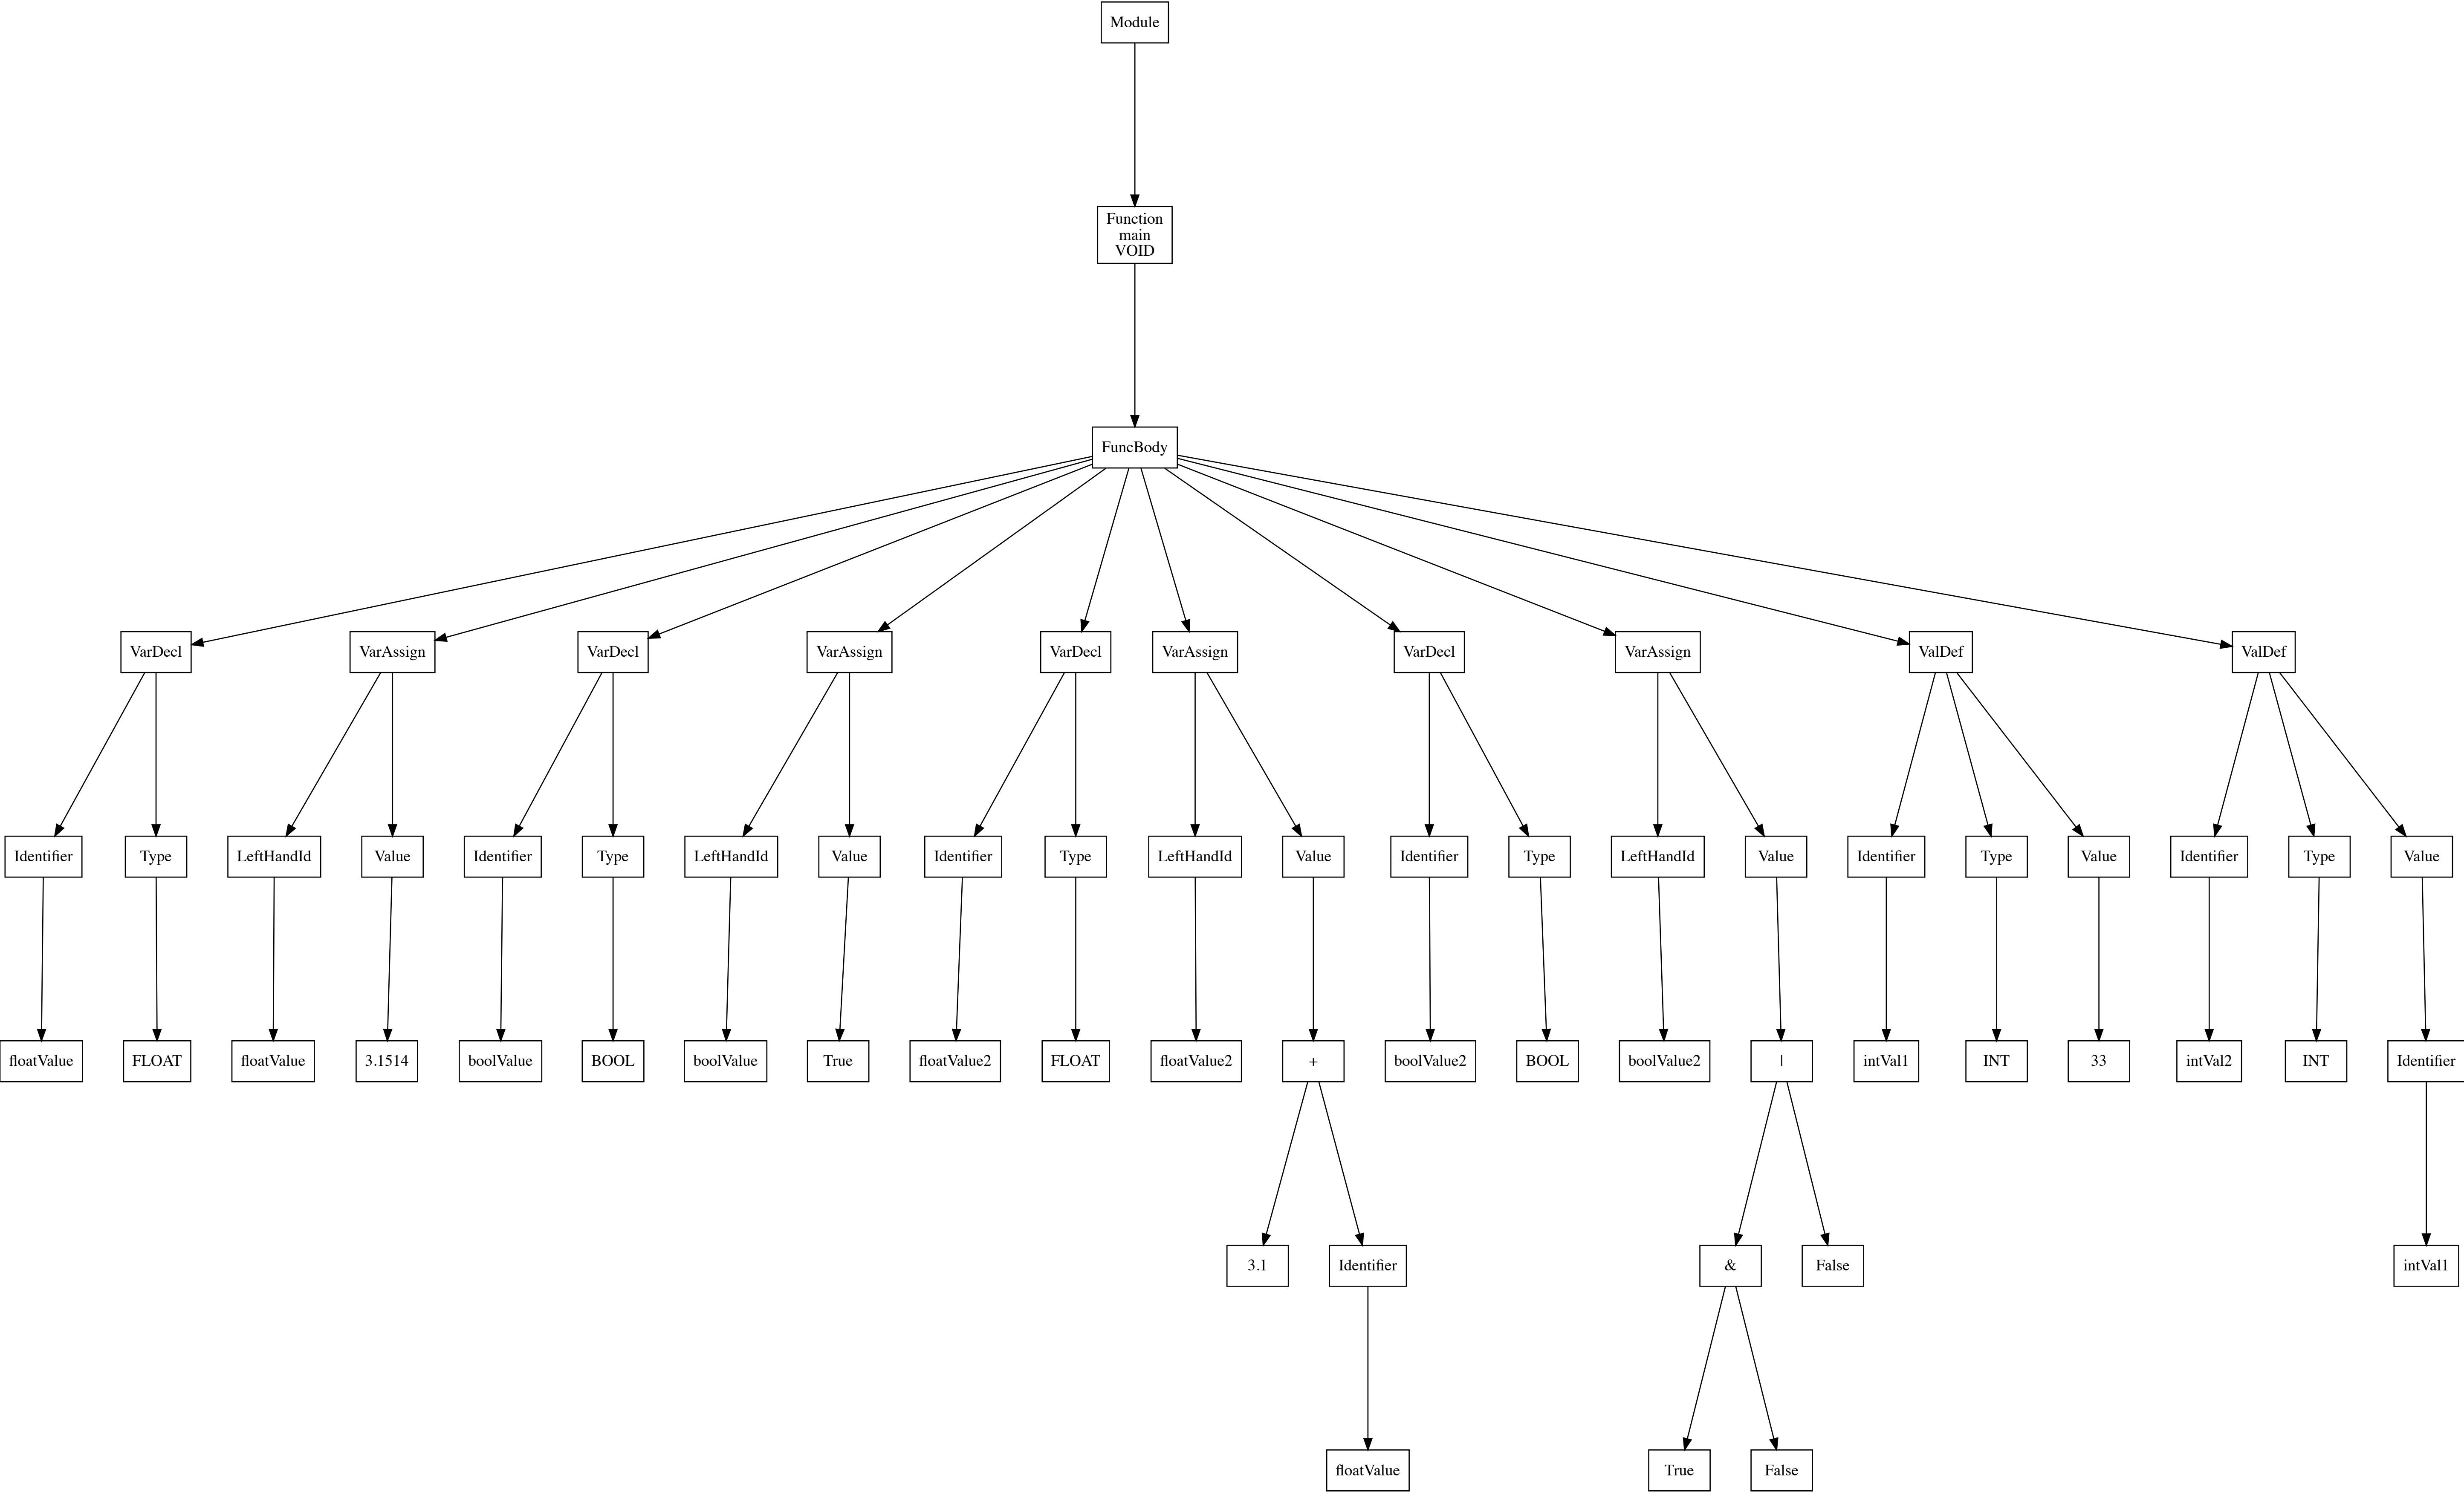 Module
Function
main
VOID
FuncBody
VarDecl
VarAssign
VarDecl
VarAssign
VarDecl
VarAssign
VarDecl
VarAssign
ValDef
ValDef
Identifier
Type
LeftHandId
Value
Identifier
Type
LeftHandId
Value
Identifier
Type
LeftHandId
Value
Identifier
Type
LeftHandId
Value
Identifier
Type
Value
Identifier
Type
Value
floatValue
FLOAT
floatValue
3.1514
boolValue
BOOL
boolValue
True
floatValue2
FLOAT
floatValue2
+
boolValue2
BOOL
boolValue2
|
intVal1
INT
33
intVal2
INT
Identifier
3.1
Identifier
&
False
intVal1
floatValue
True
False